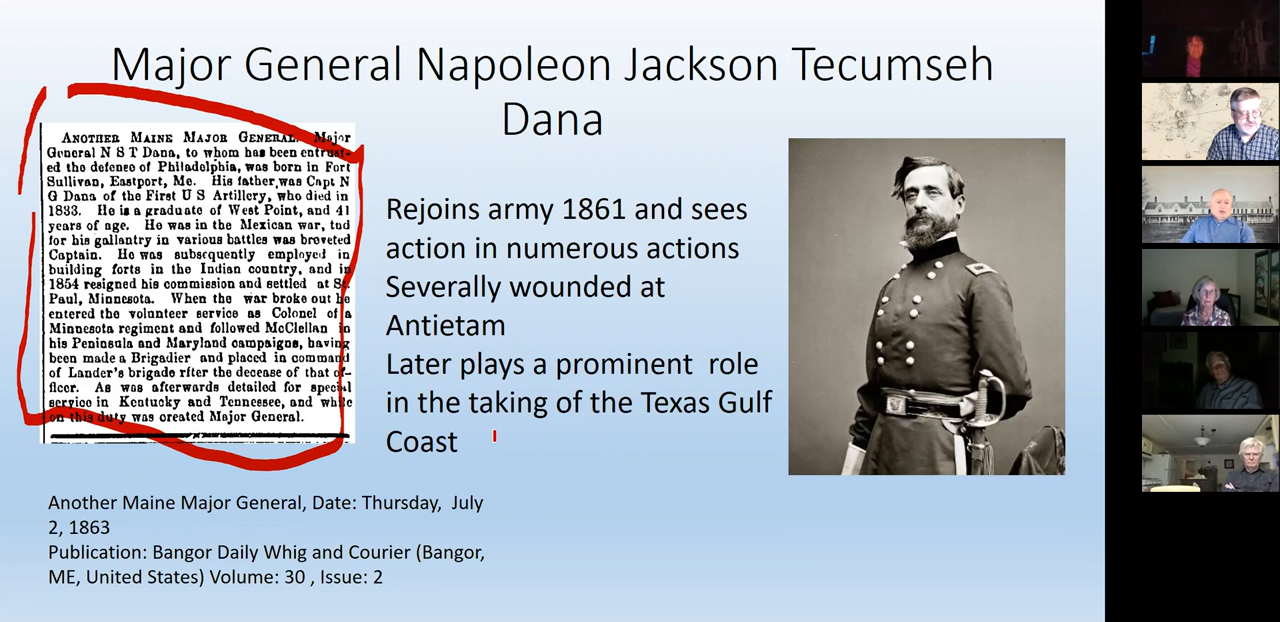 Major General Napoleon Jackson Tecumseh
Dana
ANOTHER MAINE MAJOR GENERAL. Major
General N S T Dana, to whom has been entrust-
ed the defence of Philadelphia, was born in Fort
Sullivan, Eastport, Me. His father was Capt N
G Dana of the First U S Artillery, who died in
1833. He is a graduate of West Point, and 41
years of age. He was in the Mexican war, and
for his gallantry in various battles was breveted
Captain. He was subsequently employed in
building forts in the Indian country, and in
1854 resigned his commission and settled at St.
Paul, Minnesota. When the war broke out he
entered the volunteer service as Colonel of a
Minnesota regiment and followed McClellan in
his Peninsula and Maryland campaigns, having
been made a Brigadier and placed in command
of Lander's brigade after the decease of that of-
ficer. As was afterwards detailed for special
service in Kentucky and Tennessee, and while
on this duty was created Major General.
Rejoins army 1861 and sees
action in numerous actions
Severally wounded at
Antietam
Later plays a prominent role
in the taking of the Texas Gulf
Coast
Another Maine Major General, Date: Thursday, July
2, 1863
Publication: Bangor Daily Whig and Courier (Bangor,
ME, United States) Volume: 30 , Issue: 2